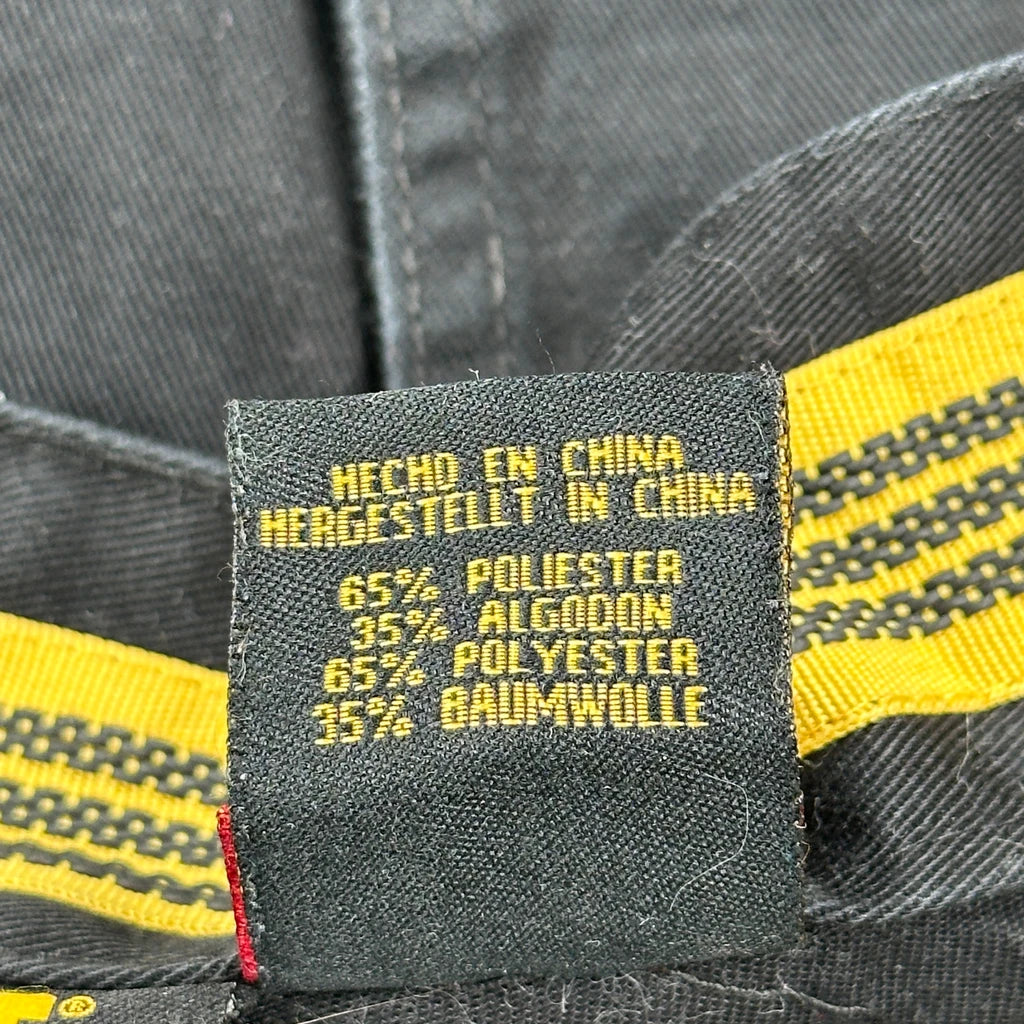 HECHO EN CHINA
HERGESTELLT IN CHINA
65% POLIESTER
35% ALGODON
65% POLYESTER
35% BAUMWOLLE
®